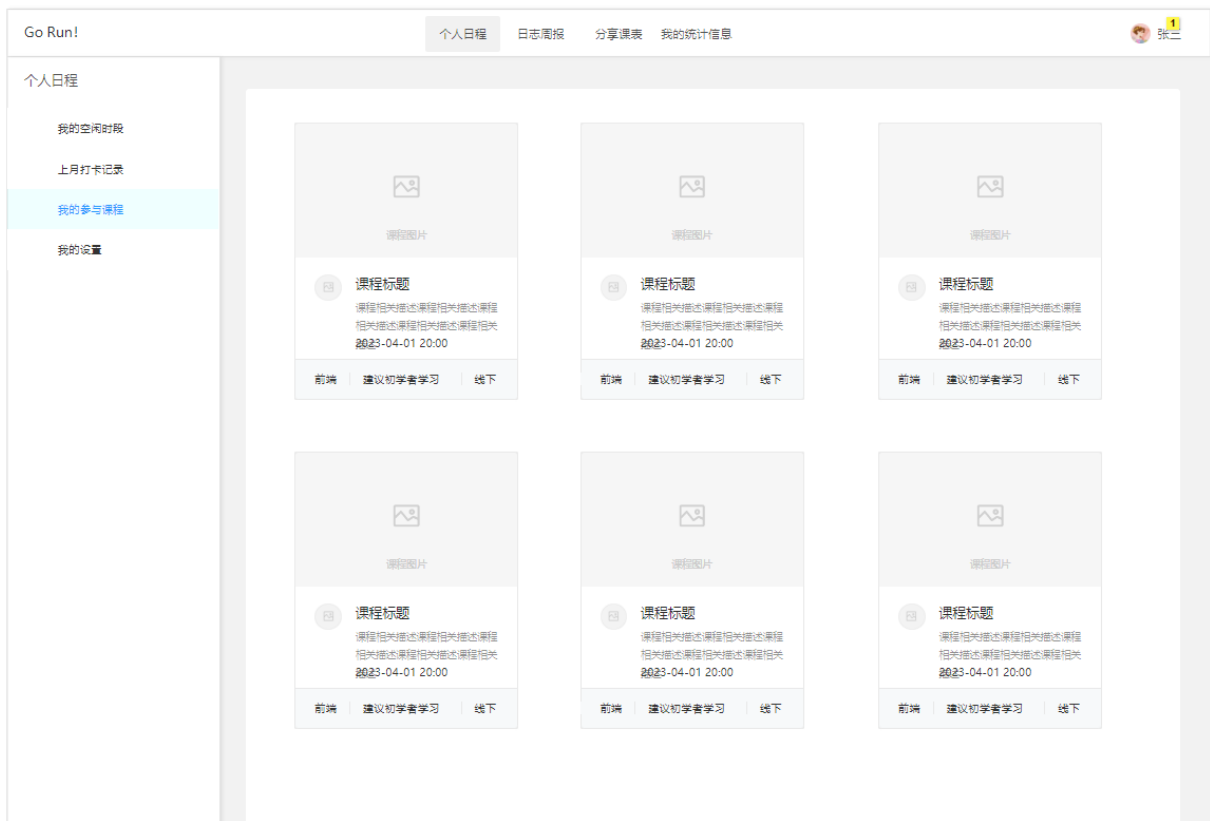 Go Run!
个人日程
日志周报
分享课表
我的统计信息
1
张三
个人日程
我的空闲时段
上月打卡记录
我的参与课程
我的设置
课程图片
课程图片
课程图片
课程标题
课程相关描述课程相关描述课程
相关描述课程相关描述课程相关
描述
2023-04-01 20:00
前端
建议初学者学习
线下
课程标题
课程相关描述课程相关描述课程
相关描述课程相关描述课程相关
描述
2023-04-01 20:00
前端
建议初学者学习
线下
课程标题
课程相关描述课程相关描述课程
相关描述课程相关描述课程相关
描述
2023-04-01 20:00
前端
建议初学者学习
线下
课程图片
课程图片
课程图片
课程标题
课程相关描述课程相关描述课程
相关描述课程相关描述课程相关
描述
2023-04-01 20:00
前端
建议初学者学习
线下
课程标题
课程相关描述课程相关描述课程
相关描述课程相关描述课程相关
描述
2023-04-01 20:00
前端
建议初学者学习
线下
课程标题
课程相关描述课程相关描述课程
相关描述课程相关描述课程相关
描述
2023-04-01 20:00
前端
建议初学者学习
线下